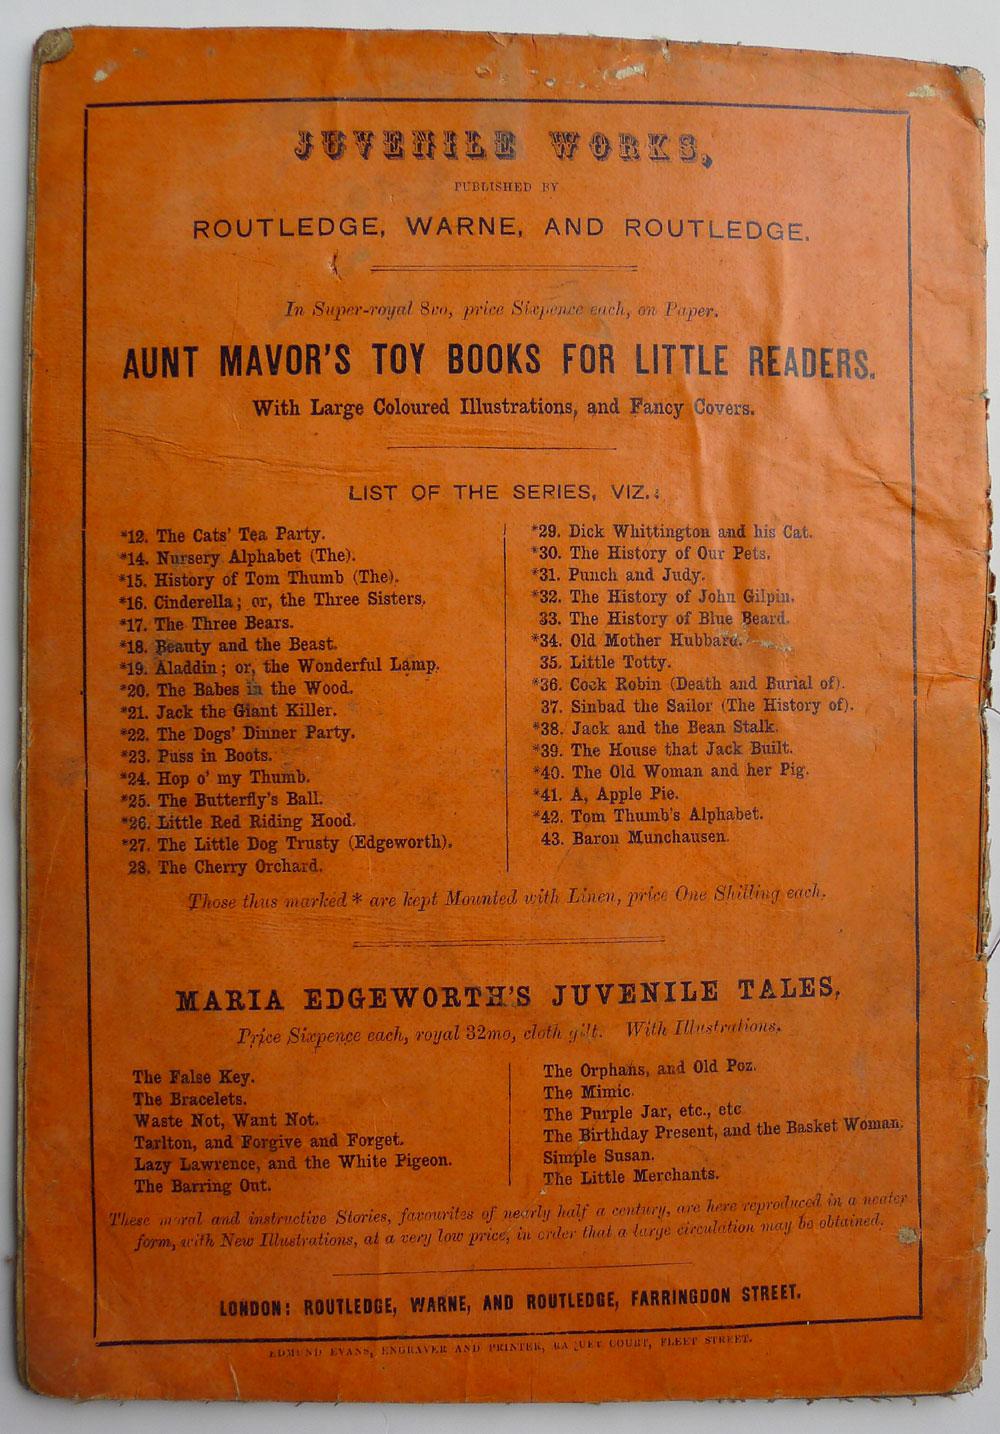 JUVENILE WORKS,
PUBLISHED BY
ROUTLEDGE, WARNE, AND ROUTLEDGE.
In Super-royal 8vo, price Sixpence each, on Paper.
AUNT MAVOR'S TOY BOOKS FOR LITTLE READERS.
With Large Coloured Illustrations, and Fancy Covers.
LIST OF THE SERIES, VIZ.:
*12. The Cats' Tea Party.
*14. Nursery Alphabet (The).
*15. History of Tom Thumb (The).
*16. Cinderella; or, the Three Sisters.
*17. The Three Bears.
*18. Beauty and the Beast.
*19. Aladdin; or, the Wonderful Lamp.
*20. The Babes in the Wood.
*21. Jack the Giant Killer.
*22. The Dogs' Dinner Party.
*23. Puss in Boots.
*24. Hop o' my Thumb.
*25. The Butterfly's Ball.
*26. Little Red Riding Hood.
*27. The Little Dog Trusty (Edgeworth).
28. The Cherry Orchard.
*29. Dick Whittington and his Cat.
*30. The History of Our Pets.
*31. Punch and Judy.
*32. The History of John Gilpin.
33. The History of Blue Beard.
*34. Old Mother Hubbard.
35. Little Totty.
*36. Cock Robin (Death and Burial of).
37. Sinbad the Sailor (The History of).
*38. Jack and the Bean Stalk.
*39. The House that Jack Built.
*40. The Old Woman and her Pig.
*41. A, Apple Pie.
*42. Tom Thumb's Alphabet.
43. Baron Munchausen.
Those thus marked * are kept Mounted with Linen, price One Shilling each.
MARIA EDGEWORTH'S JUVENILE TALES,
Price Sixpence each, royal 32mo, cloth gilt. With Illustrations.
The False Key.
The Bracelets.
Waste Not, Want Not.
Tarlton, and Forgive and Forget.
Lazy Lawrence, and the White Pigeon.
The Barring Out.
The Orphans, and Old Poz.
The Mimic.
The Purple Jar, etc., etc
The Birthday Present, and the Basket Woman.
Simple Susan.
The Little Merchants.
These moral and instructive Stories, favourites of nearly half a century, are here reproduced in a neater
form, with New Illustrations, at a very low price, in order that a large circulation may be obtained.
LONDON: ROUTLEDGE, WARNE, AND ROUTLEDGE, FARRINGDON STREET.
EDMUND EVANS, ENGRAVER AND PRINTER, RAQUET COURT, FLEET STREET.